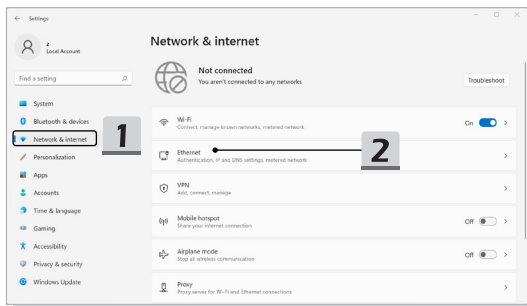 Settings
z
Local Account
Find a setting
System
Bluetooth & devices
Network & internet
Personalization
Apps
Accounts
Time & language
Gaming
Accessibility
Privacy & security
Windows Update
1
Network & internet
Not connected
You aren't connected to any networks
Troubleshoot
Wi-Fi
Connect, manage known networks, metered network
On
Ethernet
Authentication, IP and DNS settings, metered network
2
VPN
Add, connect, manage
Mobile hotspot
Share your internet connection
Off
Airplane mode
Stop all wireless communication
Off
Proxy
Proxy server for Wi-Fi and Ethernet connections